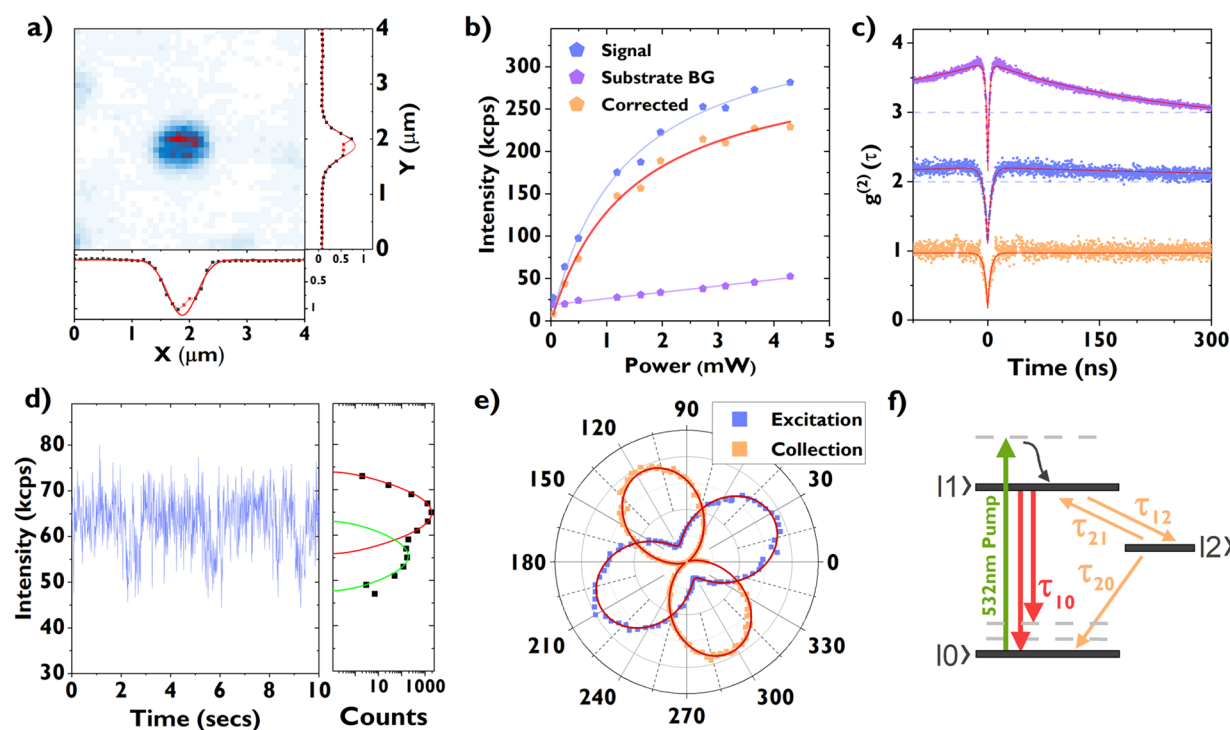 a)
4
3
2
1
0
Y (μm)
0 0.5 1
0.5
1
0 1 2 3 4
X (μm)
b)
Signal
Substrate BG
Corrected
300
250
200
150
100
50
0
Intensity (kcps)
0 1 2 3 4 5
Power (mW)
c)
4
3
2
1
0
g(2) (τ)
0 150 300
Time (ns)
d)
80
70
60
50
40
30
Intensity (kcps)
0 2 4 6 8 10
Time (secs)
10 1000
Counts
e)
Excitation
Collection
90
120
150
180
210
240
270
300
330
0
30
f)
|1⟩
532nm Pump
τ12
τ21
|2⟩
τ20
τ10
|0⟩